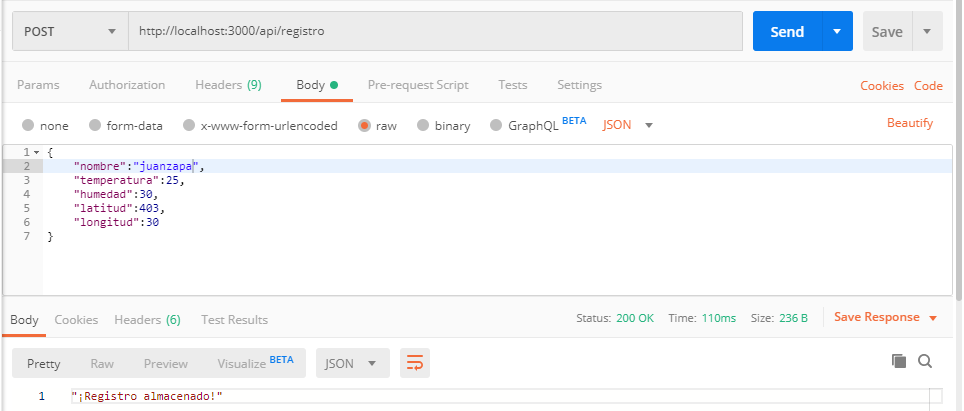 POST http://localhost:3000/api/registro Send Save
Params Authorization Headers (9) Body Pre-request Script Tests Settings Cookies Code
none form-data x-www-form-urlencoded raw binary GraphQL BETA JSON Beautify
1 {
2 "nombre":"juanzapa",
3 "temperatura":25,
4 "humedad":30,
5 "latitud":403,
6 "longitud":30
7 }
Body Cookies Headers (6) Test Results Status: 200 OK Time: 110ms Size: 236 B Save Response
Pretty Raw Preview Visualize BETA JSON
1 "¡Registro almacenado!"